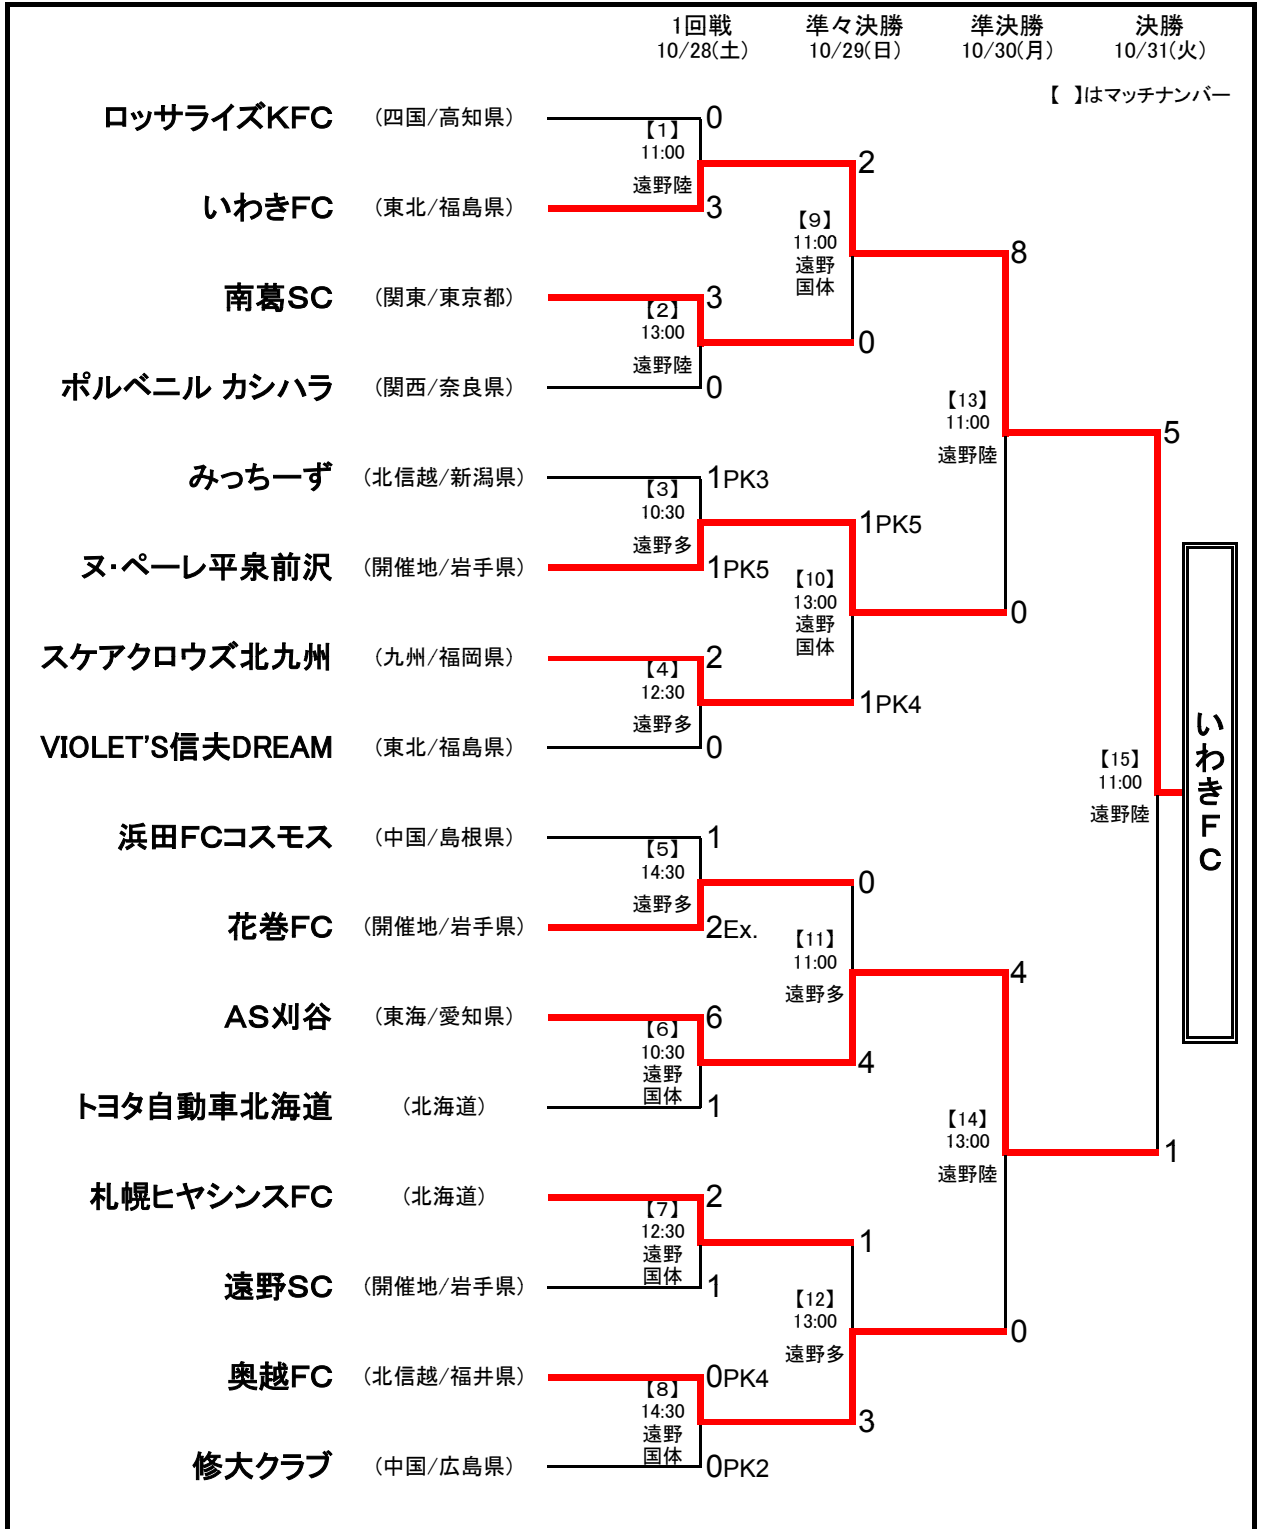 1回戦 準々決勝 準決勝 決勝
10/28(土) 10/29(日) 10/30(月) 10/31(火)
【 】はマッチナンバー
ロッサライズKFC (四国/高知県) 0
【1】
11:00
遠野陸
2
いわきFC (東北/福島県) 3
【9】
11:00
遠野
国体
8
南葛SC (関東/東京都) 3
【2】
13:00
遠野陸
0
ポルベニル カシハラ (関西/奈良県) 0
【13】
11:00
遠野陸
5
みっちーず (北信越/新潟県) 1PK3
【3】
10:30
遠野多
1PK5
ヌ・ペーレ平泉前沢 (開催地/岩手県) 1PK5
【10】
13:00
遠野
国体
0
スケアクロウズ北九州 (九州/福岡県) 2
【4】
12:30
遠野多
1PK4
VIOLET'S信夫DREAM (東北/福島県) 0
【15】
11:00
遠野陸
いわきFC
浜田FCコスモス (中国/島根県) 1
【5】
14:30
遠野多
0
花巻FC (開催地/岩手県) 2Ex.
【11】
11:00
遠野多
4
AS刈谷 (東海/愛知県) 6
【6】
10:30
遠野
国体
4
トヨタ自動車北海道 (北海道) 1
【14】
13:00
遠野陸
1
札幌ヒヤシンスFC (北海道) 2
【7】
12:30
遠野
国体
1
遠野SC (開催地/岩手県) 1
【12】
13:00
遠野多
0
奥越FC (北信越/福井県) 0PK4
【8】
14:30
遠野
国体
3
修大クラブ (中国/広島県) 0PK2